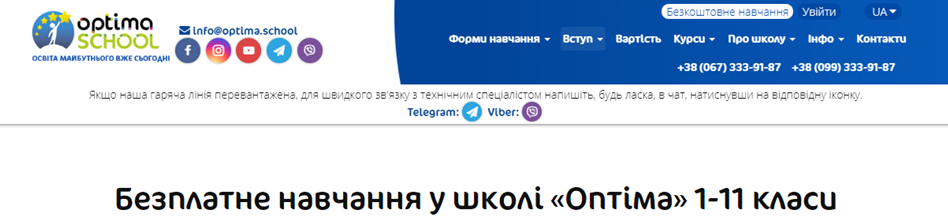 optima
SCHOOL
ОСВІТА МАЙБУТНЬОГО ВЖЕ СЬОГОДНІ
info@optima.school
Безкоштовне навчання Увійти UA
Форми навчання Вступ Вартість Курси Про школу Інфо Контакти
+38 (067) 333-91-87 +38 (099) 333-91-87
Якщо наша гаряча лінія перевантажена, для швидкого зв’язку з технічним спеціалістом напишіть, будь ласка, в чат, натиснувши на відповідну іконку.
Telegram: Viber:
Безплатне навчання у школі «Оптіма» 1-11 класи